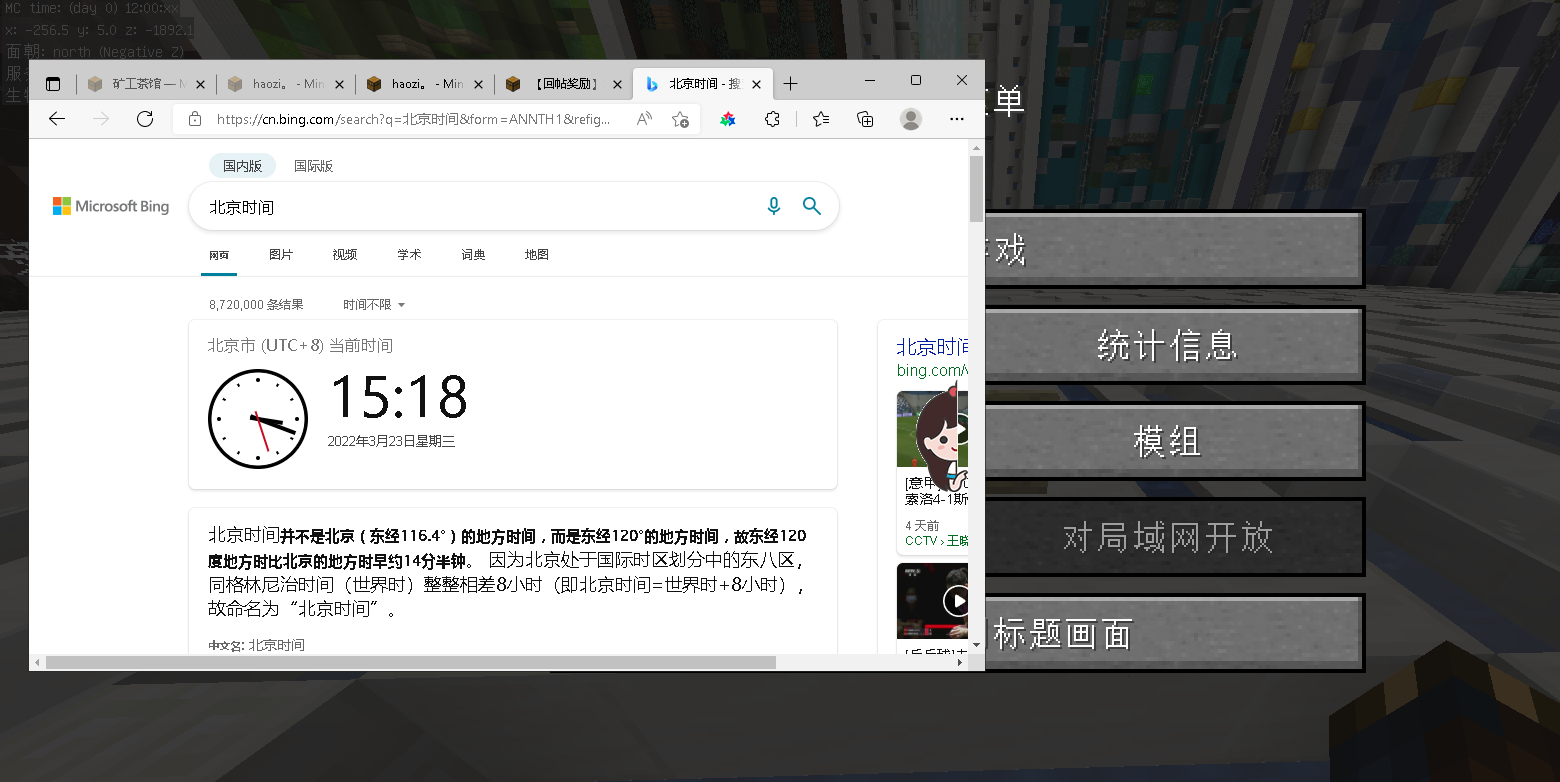 MC time: (day 0) 12:00:xx
x: -256.5 y: 5.0 z: -1892.1
面朝: north (Negative Z)
矿工茶馆 —
haozi。 - Min
haozi。 - Min
【回帖奖励】
北京时间 - 搜
https://cn.bing.com/search?q=北京时间&form=ANNTH1&refig...
国内版 国际版
Microsoft Bing
北京时间
网页 图片 视频 学术 词典 地图
8,720,000 条结果 时间不限
北京市 (UTC+8) 当前时间
15:18
2022年3月23日星期三
北京时间并不是北京（东经116.4°）的地方时间，而是东经120°的地方时间，故东经120
度地方时比北京的地方时早约14分半钟。 因为北京处于国际时区划分中的东八区，
同格林尼治时间（世界时）整整相差8小时（即北京时间=世界时+8小时），
故命名为“北京时间”。
中文名: 北京时间
北京时间
bing.com/v
[意甲]
索洛4-1斯
4 天前
CCTV › 王晓
单
戏
统计信息
模组
对局域网开放
标题画面